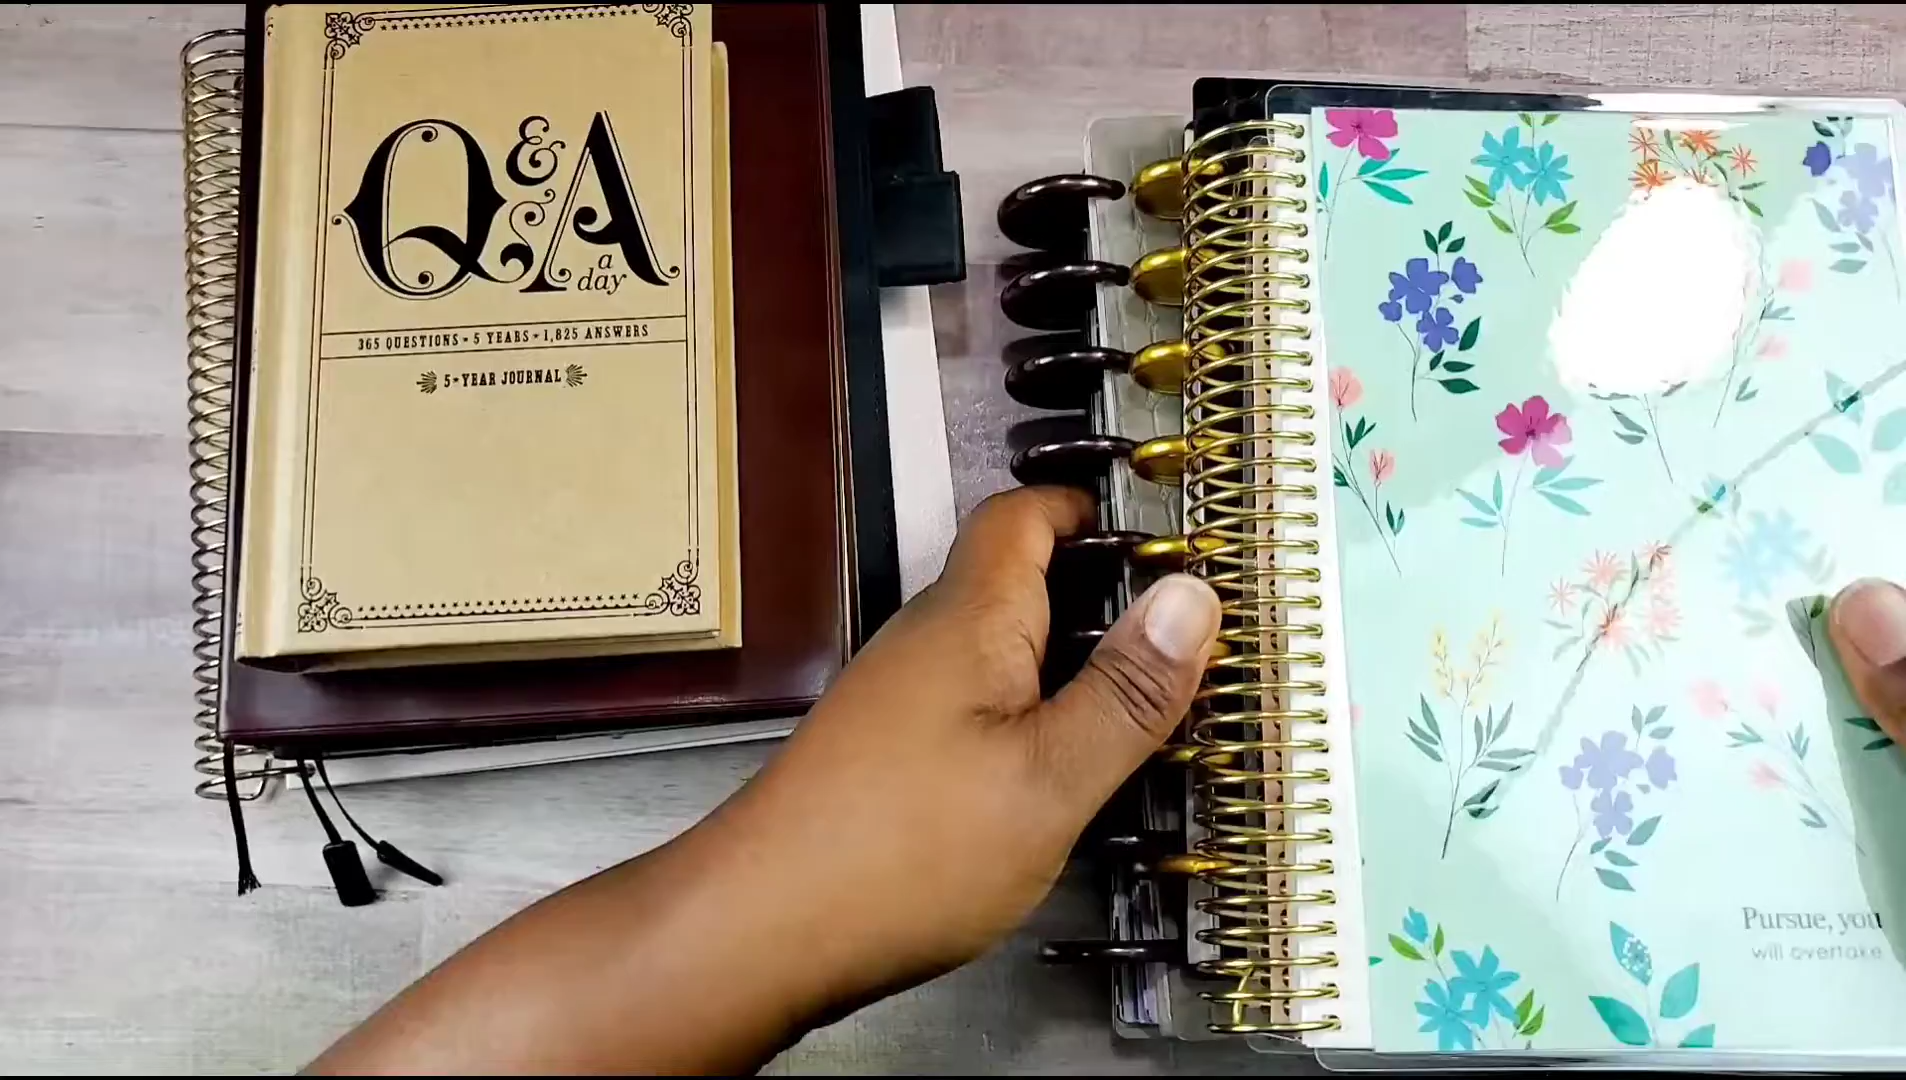 Q & A
a
day
365 QUESTIONS * 5 YEARS * 1,825 ANSWERS
5*YEAR JOURNAL
Pursue, you
will overtake